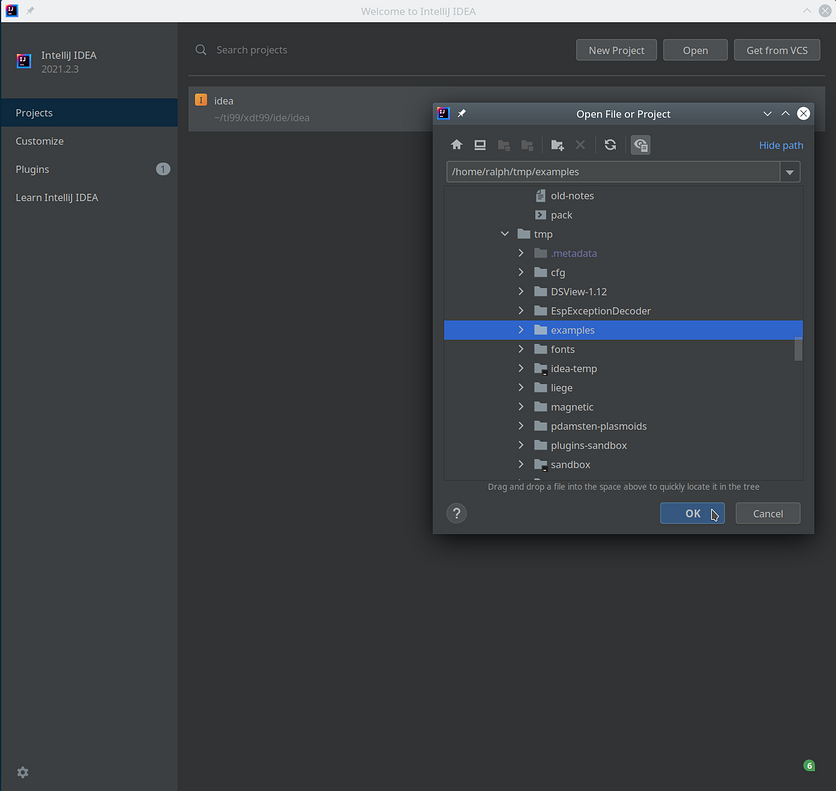 Welcome to IntelliJ IDEA
IntelliJ IDEA
2021.2.3
Projects
Customize
Plugins
1
Learn IntelliJ IDEA
Search projects
New Project
Open
Get from VCS
I
idea
~/ti99/xdt99/ide/idea
Open File or Project
Hide path
/home/ralph/tmp/examples
old-notes
pack
tmp
.metadata
cfg
DSView-1.12
EspExceptionDecoder
examples
fonts
idea-temp
liege
magnetic
pdamsten-plasmoids
plugins-sandbox
sandbox
Drag and drop a file into the space above to quickly locate it in the tree
?
OK
Cancel
6